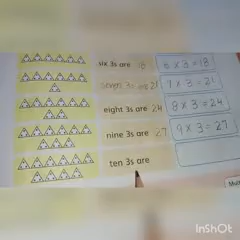 six 3s are 18
6 × 3 = 18
seven 3s are 21
7 × 3 = 21
eight 3s are 24
8 × 3 = 24
nine 3s are 27
9 × 3 = 27
ten 3s are
InShOt